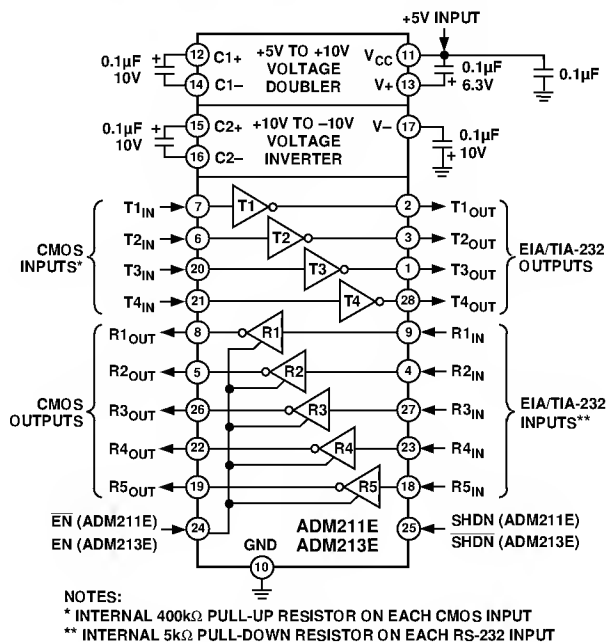 +5V INPUT
12 C1+ +5V TO +10V VCC 11
0.1µF + VOLTAGE + 0.1µF 0.1µF
10V 14 C1– DOUBLER V+ 13 6.3V
15 C2+ +10V TO –10V V– 17
0.1µF + VOLTAGE 0.1µF
10V 16 C2– INVERTER + 10V
T1IN 7 T1 2 T1OUT
T2IN 6 T2 3 T2OUT
CMOS INPUTS* EIA/TIA-232 OUTPUTS
T3IN 20 T3 1 T3OUT
T4IN 21 T4 28 T4OUT
R1OUT 8 R1 9 R1IN
R2OUT 5 R2 4 R2IN
CMOS OUTPUTS EIA/TIA-232 INPUTS**
R3OUT 26 R3 27 R3IN
R4OUT 22 R4 23 R4IN
R5OUT 19 R5 18 R5IN
E̅N̅ (ADM211E) 24 ADM211E 25 SHDN (ADM211E)
EN (ADM213E) ADM213E S̅H̅D̅N̅ (ADM213E)
GND
10
NOTES:
* INTERNAL 400kΩ PULL-UP RESISTOR ON EACH CMOS INPUT
** INTERNAL 5kΩ PULL-DOWN RESISTOR ON EACH RS-232 INPUT